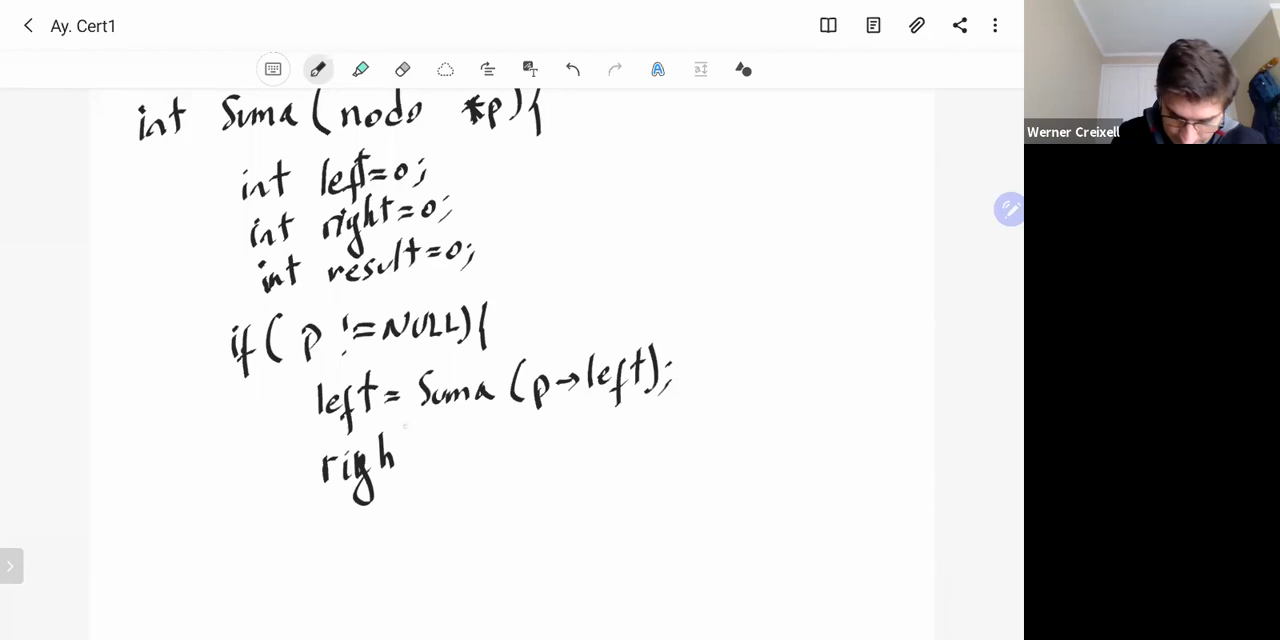 Ay. Cert1
Werner Creixell
int Suma (nodo *p){
int left=0;
int right=0;
int result=0;
if( p !=NULL){
left= Suma (p→left);
righ